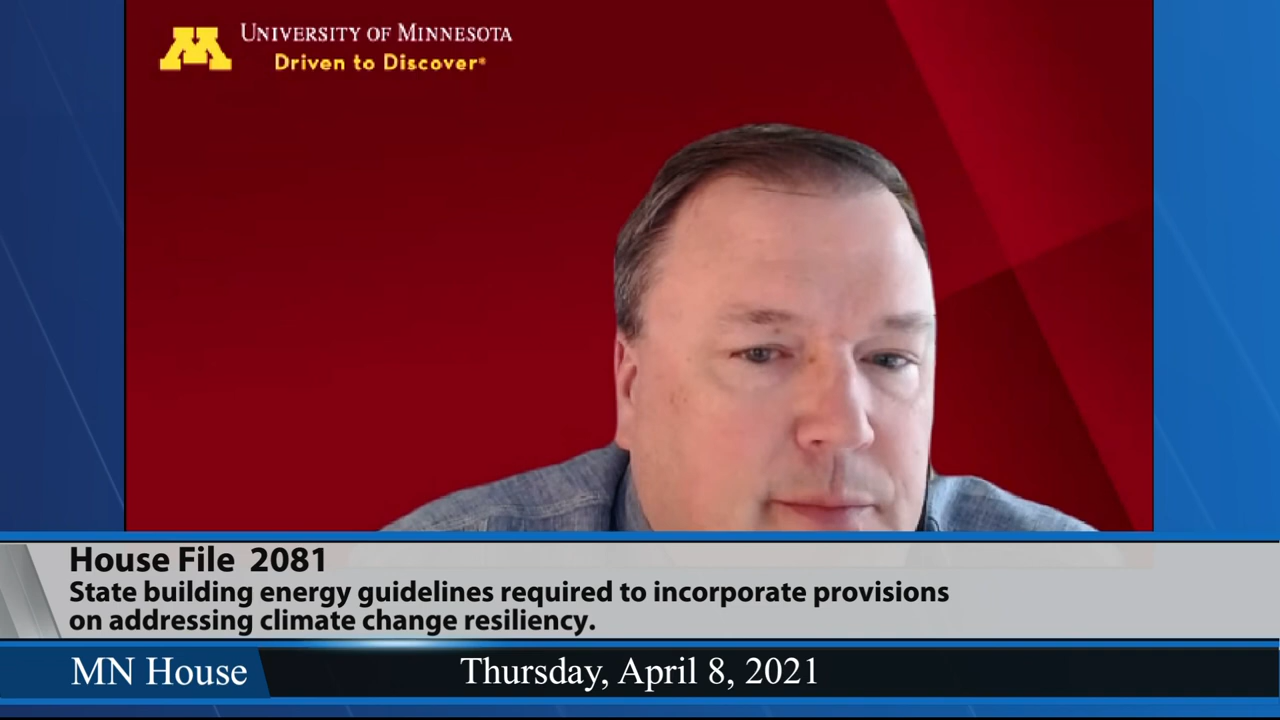 UNIVERSITY OF MINNESOTA
Driven to Discover®
House File 2081
State building energy guidelines required to incorporate provisions
on addressing climate change resiliency.
MN House
Thursday, April 8, 2021